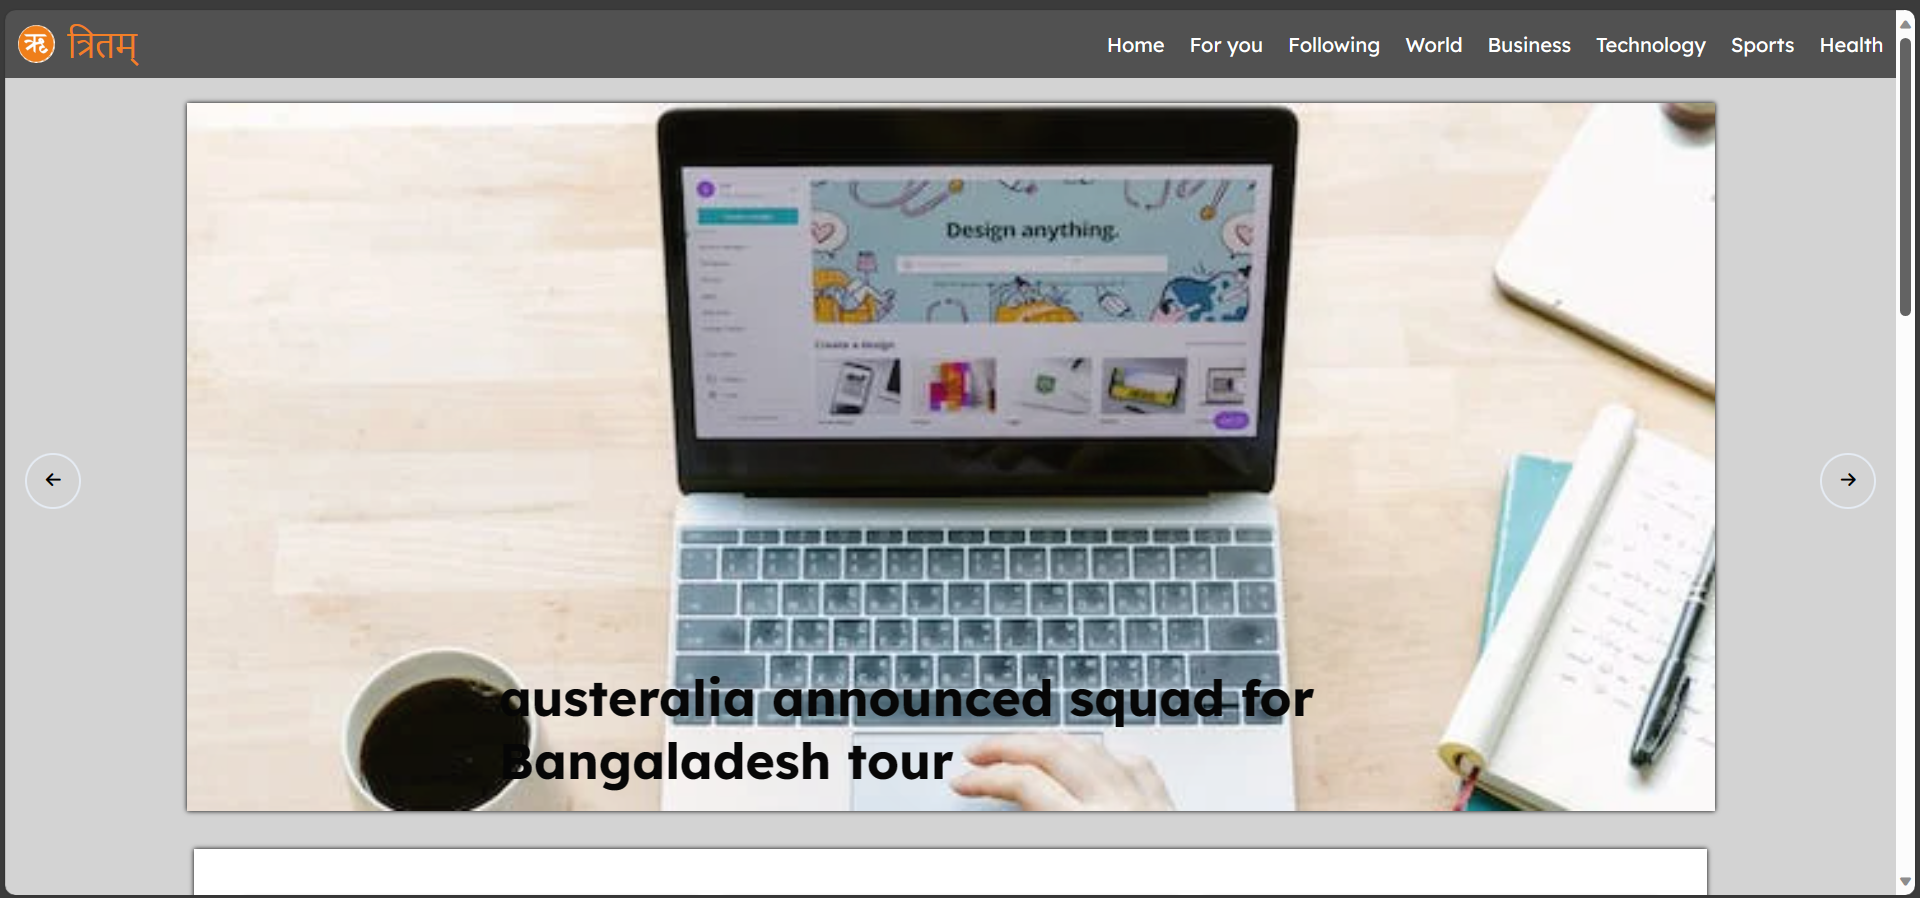 ऋ त्रितम्
Home For you Following World Business Technology Sports Health
Design anything.
Create a design
austeralia announced squad for
Bangaladesh tour